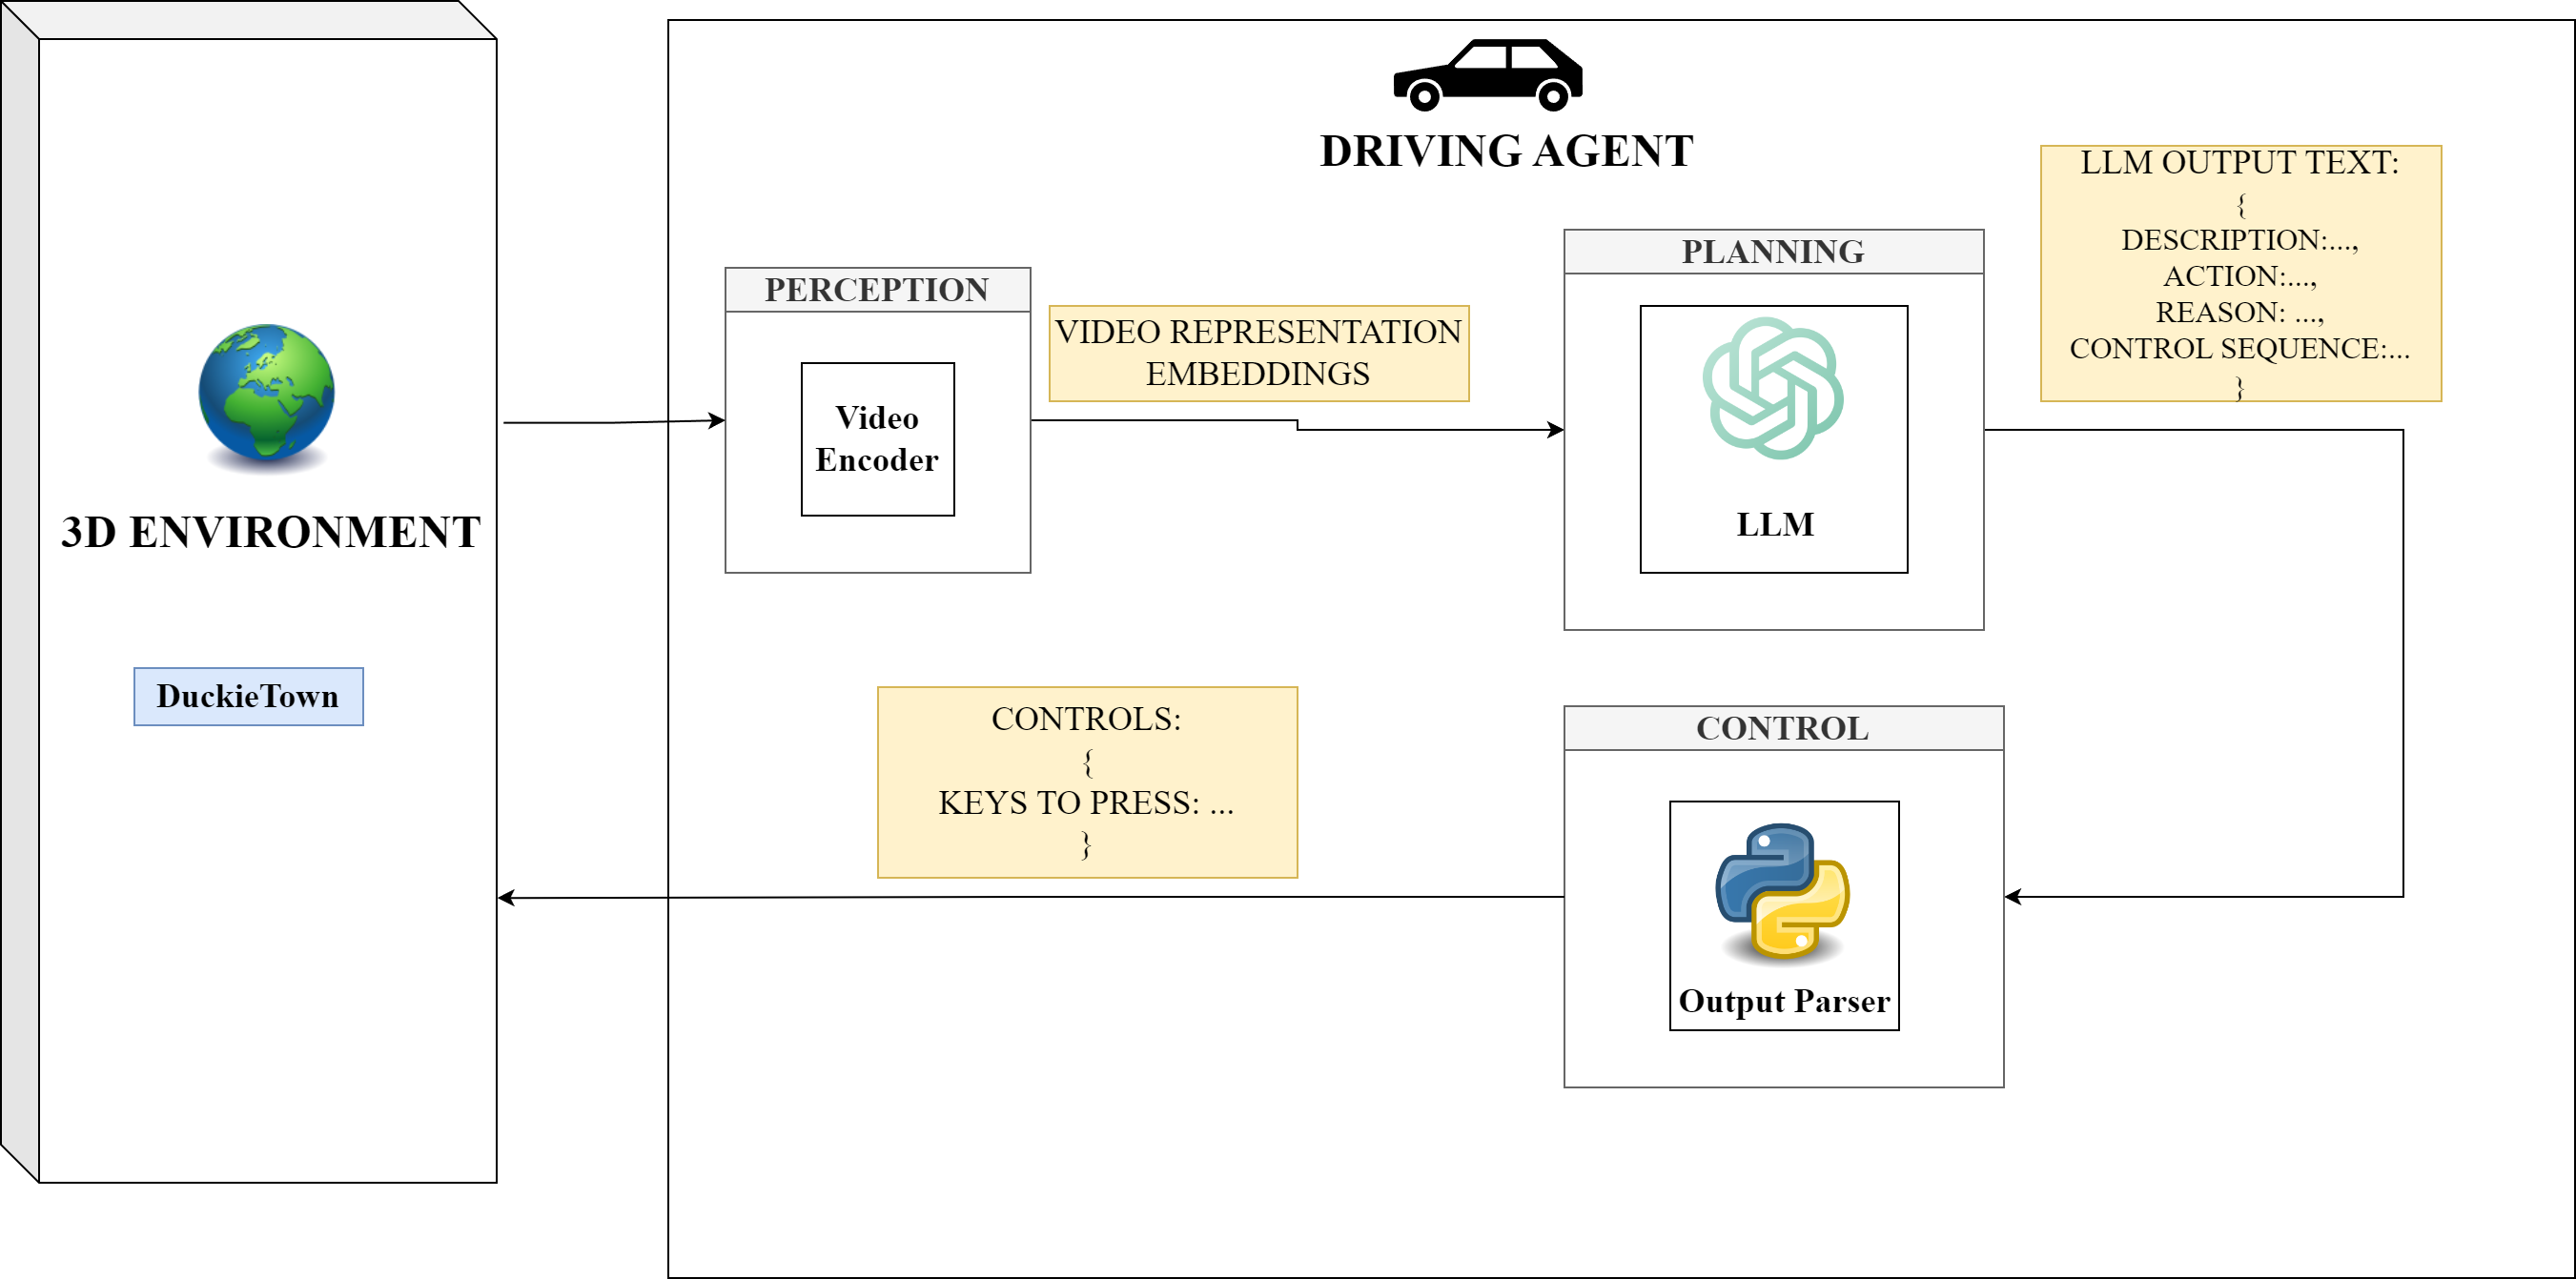 DRIVING AGENT
3D ENVIRONMENT
DuckieTown
PERCEPTION
Video
Encoder
VIDEO REPRESENTATION
EMBEDDINGS
PLANNING
LLM
LLM OUTPUT TEXT:
{
DESCRIPTION:...,
ACTION:...,
REASON: ...,
CONTROL SEQUENCE:...
}
CONTROL
Output Parser
CONTROLS:
{
KEYS TO PRESS: ...
}